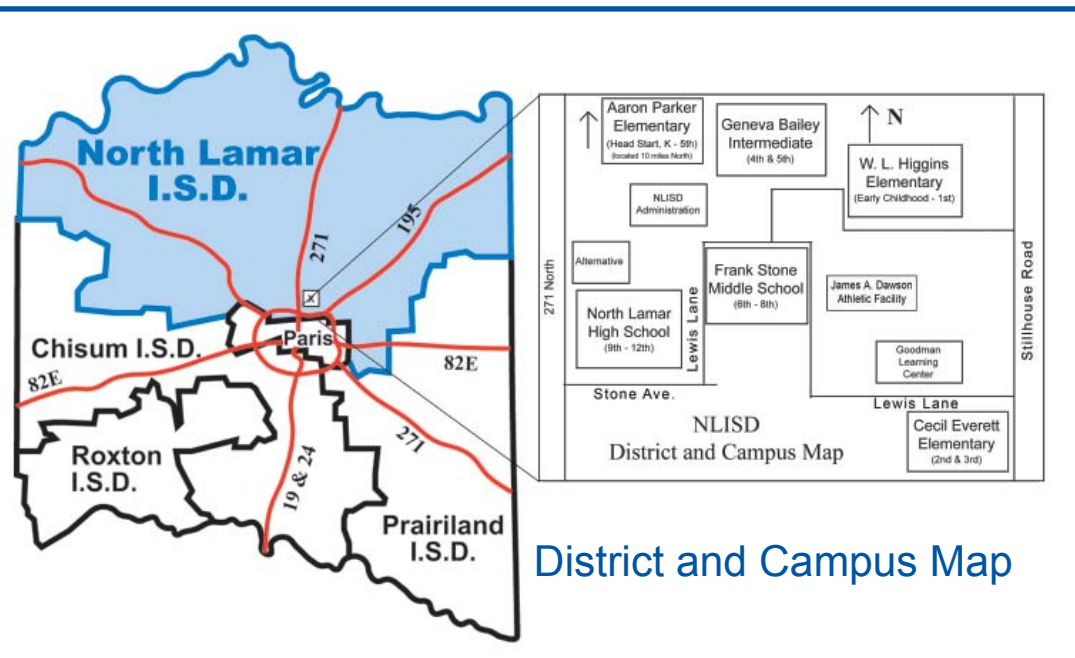 North Lamar
I.S.D.
271
195
X
Paris
Chisum I.S.D.
82E
82E
271
19 & 24
Roxton
I.S.D.
Prairiland
I.S.D.
Aaron Parker
Elementary
(Head Start, K - 5th)
(located 10 miles North)
Geneva Bailey
Intermediate
(4th & 5th)
N
W. L. Higgins
Elementary
(Early Childhood - 1st)
NLISD
Administration
Alternative
271 North
North Lamar
High School
(9th - 12th)
Lewis Lane
Frank Stone
Middle School
(6th - 8th)
James A. Dawson
Athletic Facility
Stillhouse Road
Goodman
Learning
Center
Stone Ave.
Lewis Lane
Cecil Everett
Elementary
(2nd & 3rd)
NLISD
District and Campus Map
District and Campus Map